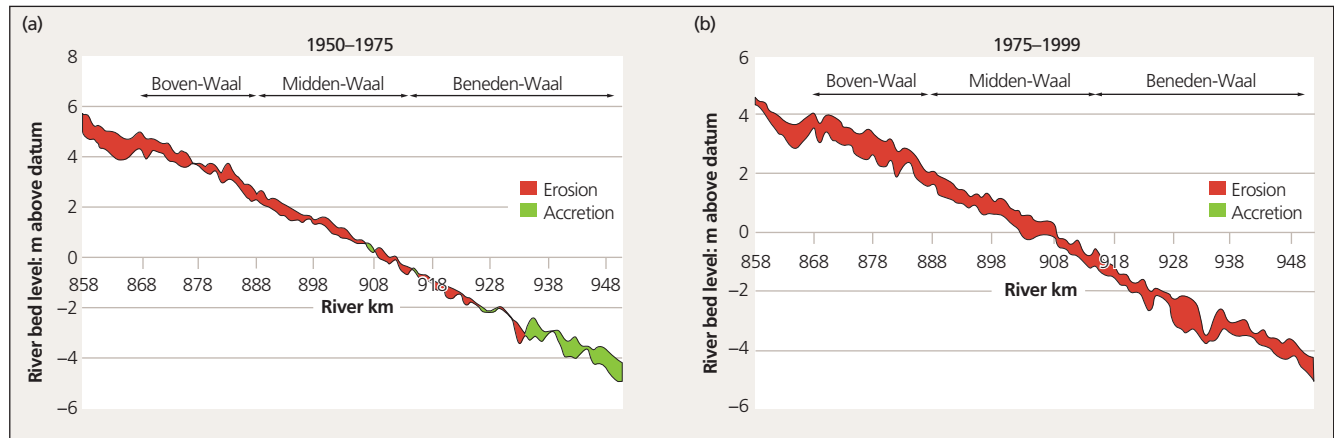 (a)
1950–1975
8
6
4
2
0
−2
−4
−6
River bed level: m above datum
Boven-Waal
Midden-Waal
Beneden-Waal
Erosion
Accretion
858 868 878 888 898 908 918 928 938 948
River km
(b)
1975–1999
6
4
2
0
−2
−4
−6
River bed level: m above datum
Boven-Waal
Midden-Waal
Beneden-Waal
Erosion
Accretion
858 868 878 888 898 908 918 928 938 948
River km